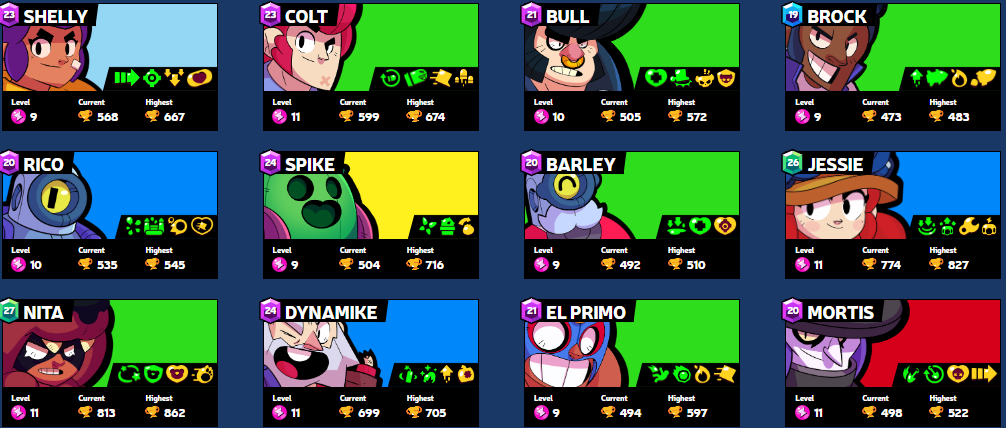 23 SHELLY
Level Current Highest
9 568 667
23 COLT
Level Current Highest
11 599 674
21 BULL
Level Current Highest
10 505 572
19 BROCK
Level Current Highest
9 473 483
20 RICO
Level Current Highest
10 535 545
24 SPIKE
Level Current Highest
9 504 716
20 BARLEY
Level Current Highest
9 492 510
26 JESSIE
Level Current Highest
11 774 827
27 NITA
Level Current Highest
11 813 862
24 DYNAMIKE
Level Current Highest
11 699 705
21 EL PRIMO
Level Current Highest
9 494 597
20 MORTIS
Level Current Highest
11 498 522